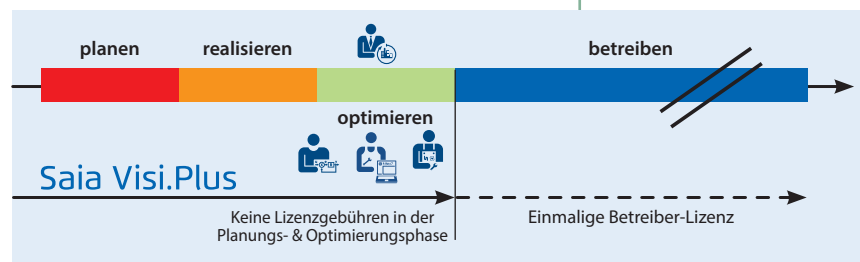 planen
realisieren
betreiben
optimieren
Saia Visi.Plus
Keine Lizenzgebühren in der
Planungs- & Optimierungsphase
Einmalige Betreiber-Lizenz